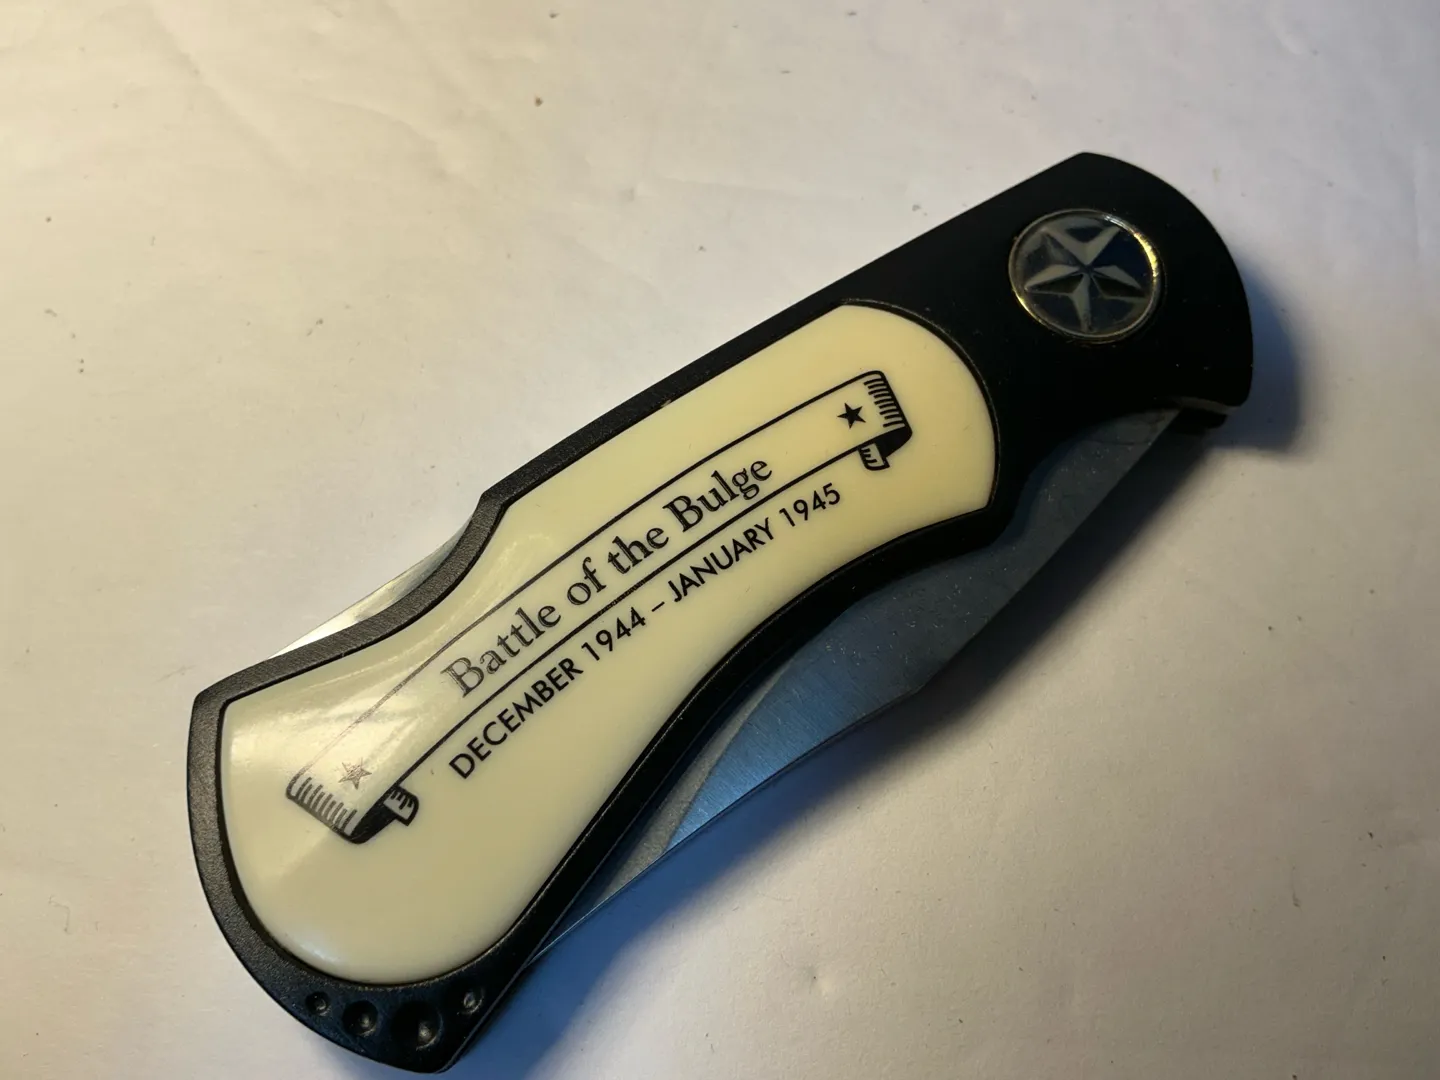 Battle of the Bulge
DECEMBER 1944 – JANUARY 1945